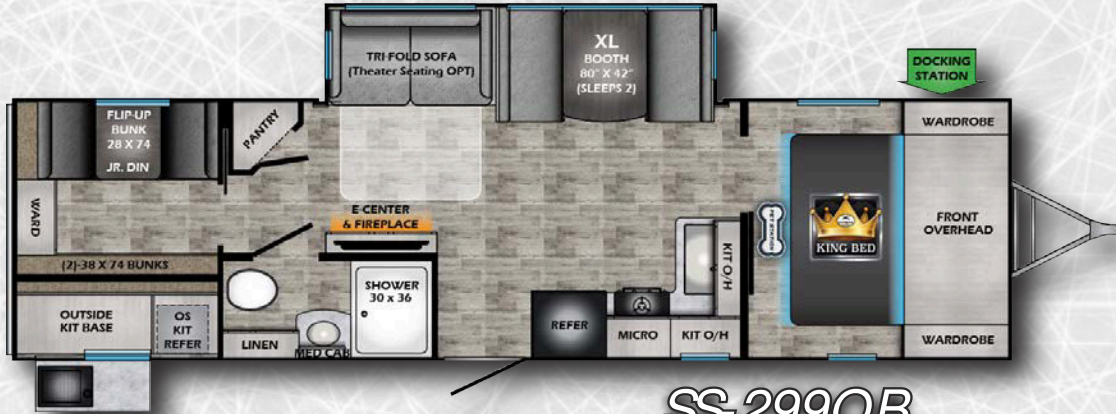 DOCKING
STATION
TRI-FOLD SOFA
(Theater Seating OPT)
XL
BOOTH
80" X 42"
(SLEEPS 2)
FLIP-UP
BUNK
28 X 74
JR. DIN
PANTRY
WARDROBE
WARD
E-CENTER
& FIREPLACE
PET STATION
KING BED
FRONT
OVERHEAD
KIT O/H
(2)-38 X 74 BUNKS
SHOWER
30 x 36
OUTSIDE
KIT BASE
OS
KIT
REFER
LINEN
MED CAB
REFER
MICRO
KIT O/H
WARDROBE
SS-299QB